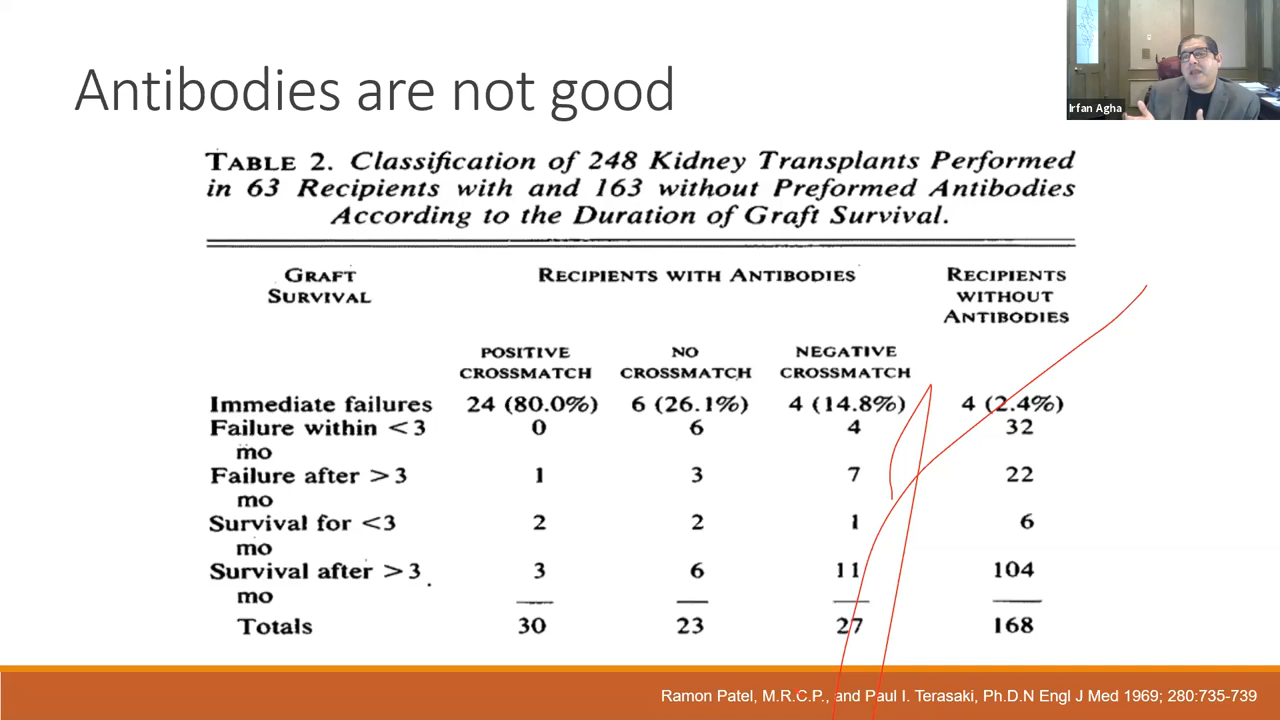 Antibodies are not good
Irfan Agha
TABLE 2. Classification of 248 Kidney Transplants Performed
in 63 Recipients with and 163 without Preformed Antibodies
According to the Duration of Graft Survival.
GRAFT SURVIVAL
RECIPIENTS WITH ANTIBODIES
RECIPIENTS WITHOUT ANTIBODIES
POSITIVE CROSSMATCH
NO CROSSMATCH
NEGATIVE CROSSMATCH
Immediate failures 24 (80.0%) 6 (26.1%) 4 (14.8%) 4 (2.4%)
Failure within <3 0 6 4 32
mo
Failure after >3 1 3 7 22
mo
Survival for <3 2 2 1 6
mo
Survival after >3 3 6 11 104
mo
Totals 30 23 27 168
Ramon Patel, M.R.C.P., and Paul I. Terasaki, Ph.D.N Engl J Med 1969; 280:735-739